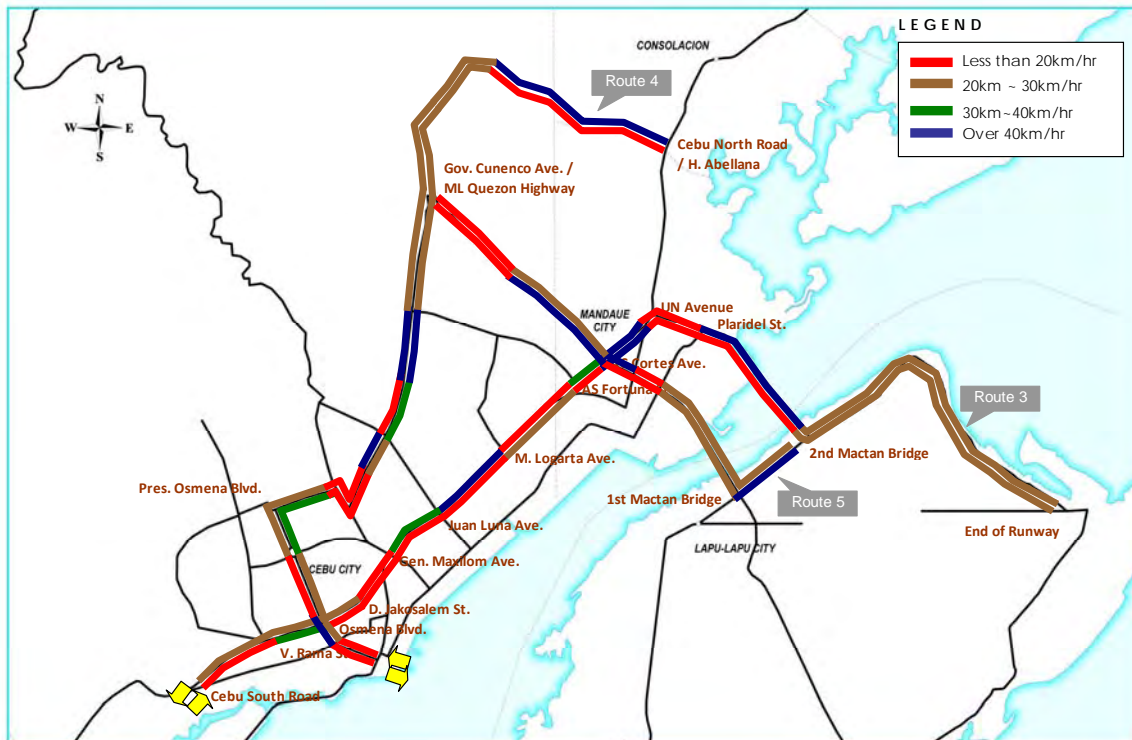 LEGEND
Less than 20km/hr
20km ~ 30km/hr
30km~40km/hr
Over 40km/hr
CONSOLACION
Route 4
N
W E
S
Cebu North Road
/ H. Abellana
Gov. Cunenco Ave. /
ML Quezon Highway
UN Avenue
MANDAUE
CITY
Plaridel St.
Cortes Ave.
AS Fortuna
Route 3
2nd Mactan Bridge
M. Logarta Ave.
Pres. Osmena Blvd.
1st Mactan Bridge
Route 5
End of Runway
Juan Luna Ave.
LAPU-LAPU CITY
Gen. Maxilom Ave.
CEBU CITY
D. Jakosalem St.
Osmena Blvd.
V. Rama S
Cebu South Road